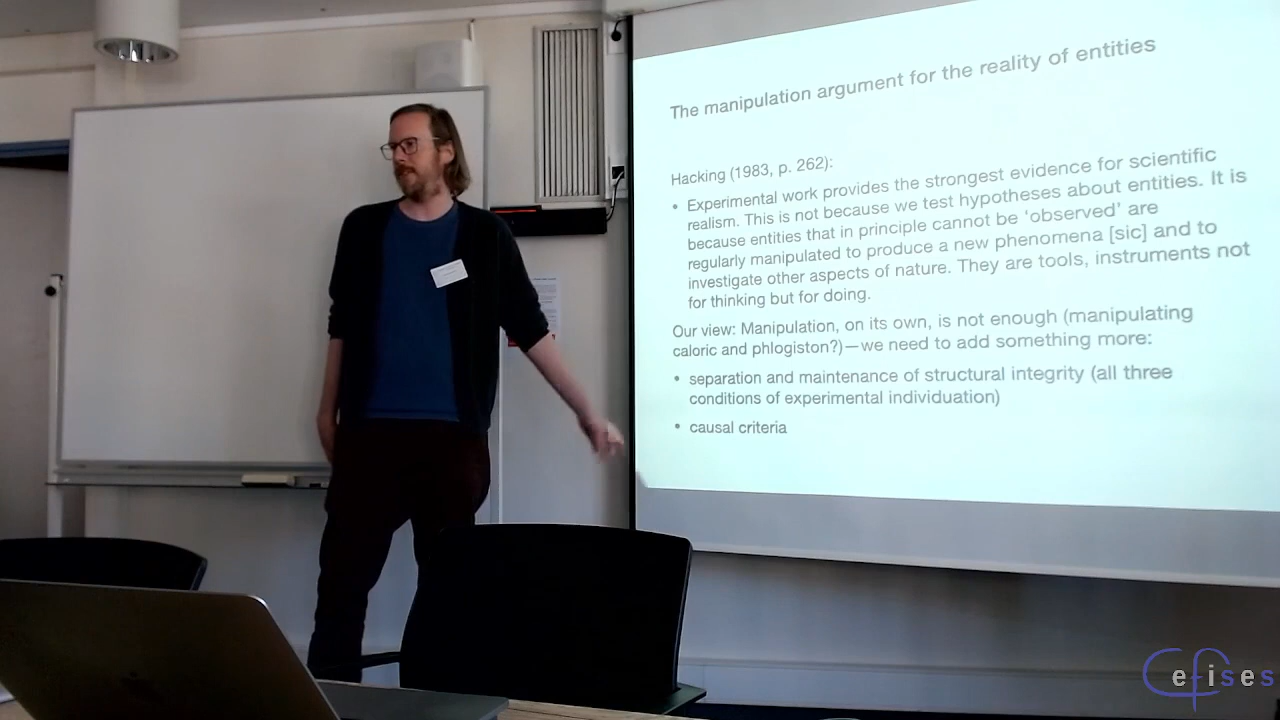 The manipulation argument for the reality of entities
Hacking (1983, p. 262):
• Experimental work provides the strongest evidence for scientific
realism. This is not because we test hypotheses about entities. It is
because entities that in principle cannot be 'observed' are
regularly manipulated to produce a new phenomena [sic] and to
investigate other aspects of nature. They are tools, instruments not
for thinking but for doing.
Our view: Manipulation, on its own, is not enough (manipulating
caloric and phlogiston?)—we need to add something more:
• separation and maintenance of structural integrity (all three
conditions of experimental individuation)
• causal criteria
Cefises